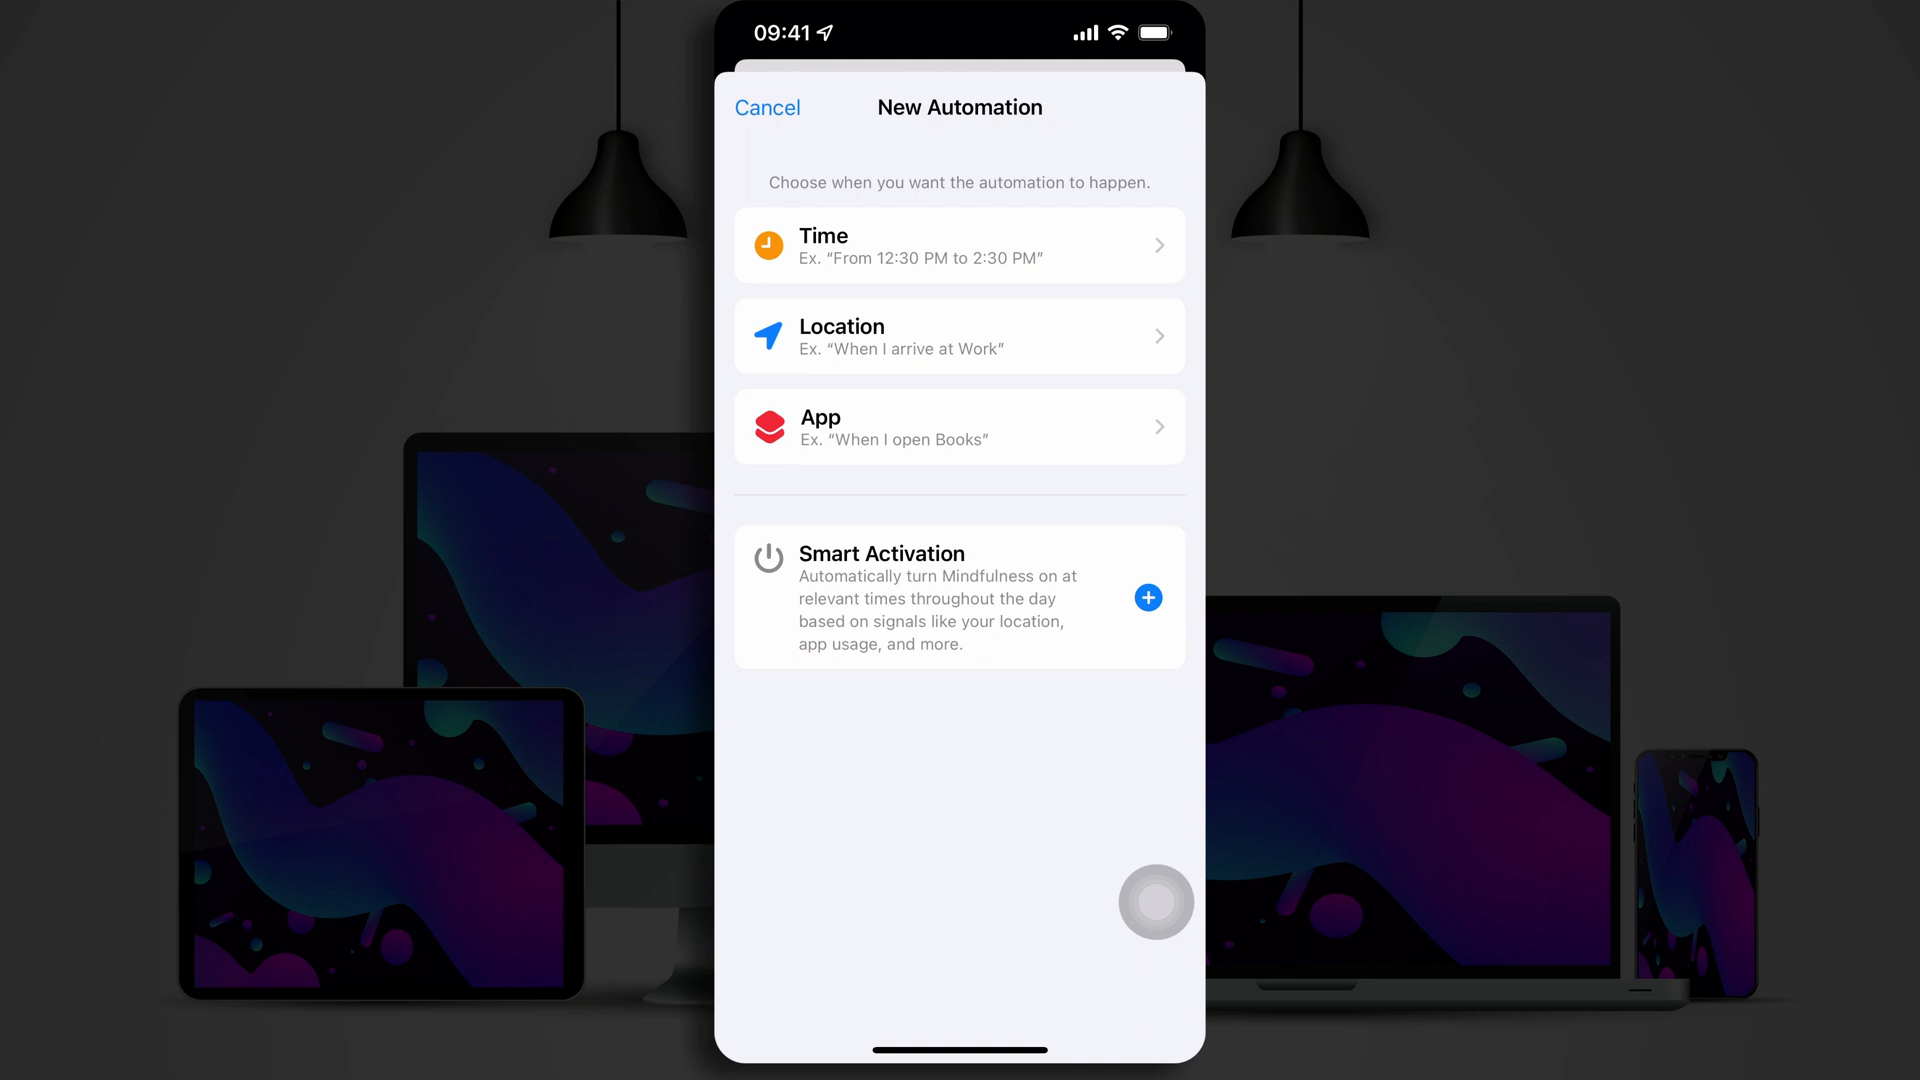 09:41
Cancel
New Automation
Choose when you want the automation to happen.
Time
Ex. “From 12:30 PM to 2:30 PM”
Location
Ex. “When I arrive at Work”
App
Ex. “When I open Books”
Smart Activation
Automatically turn Mindfulness on at
relevant times throughout the day
based on signals like your location,
app usage, and more.